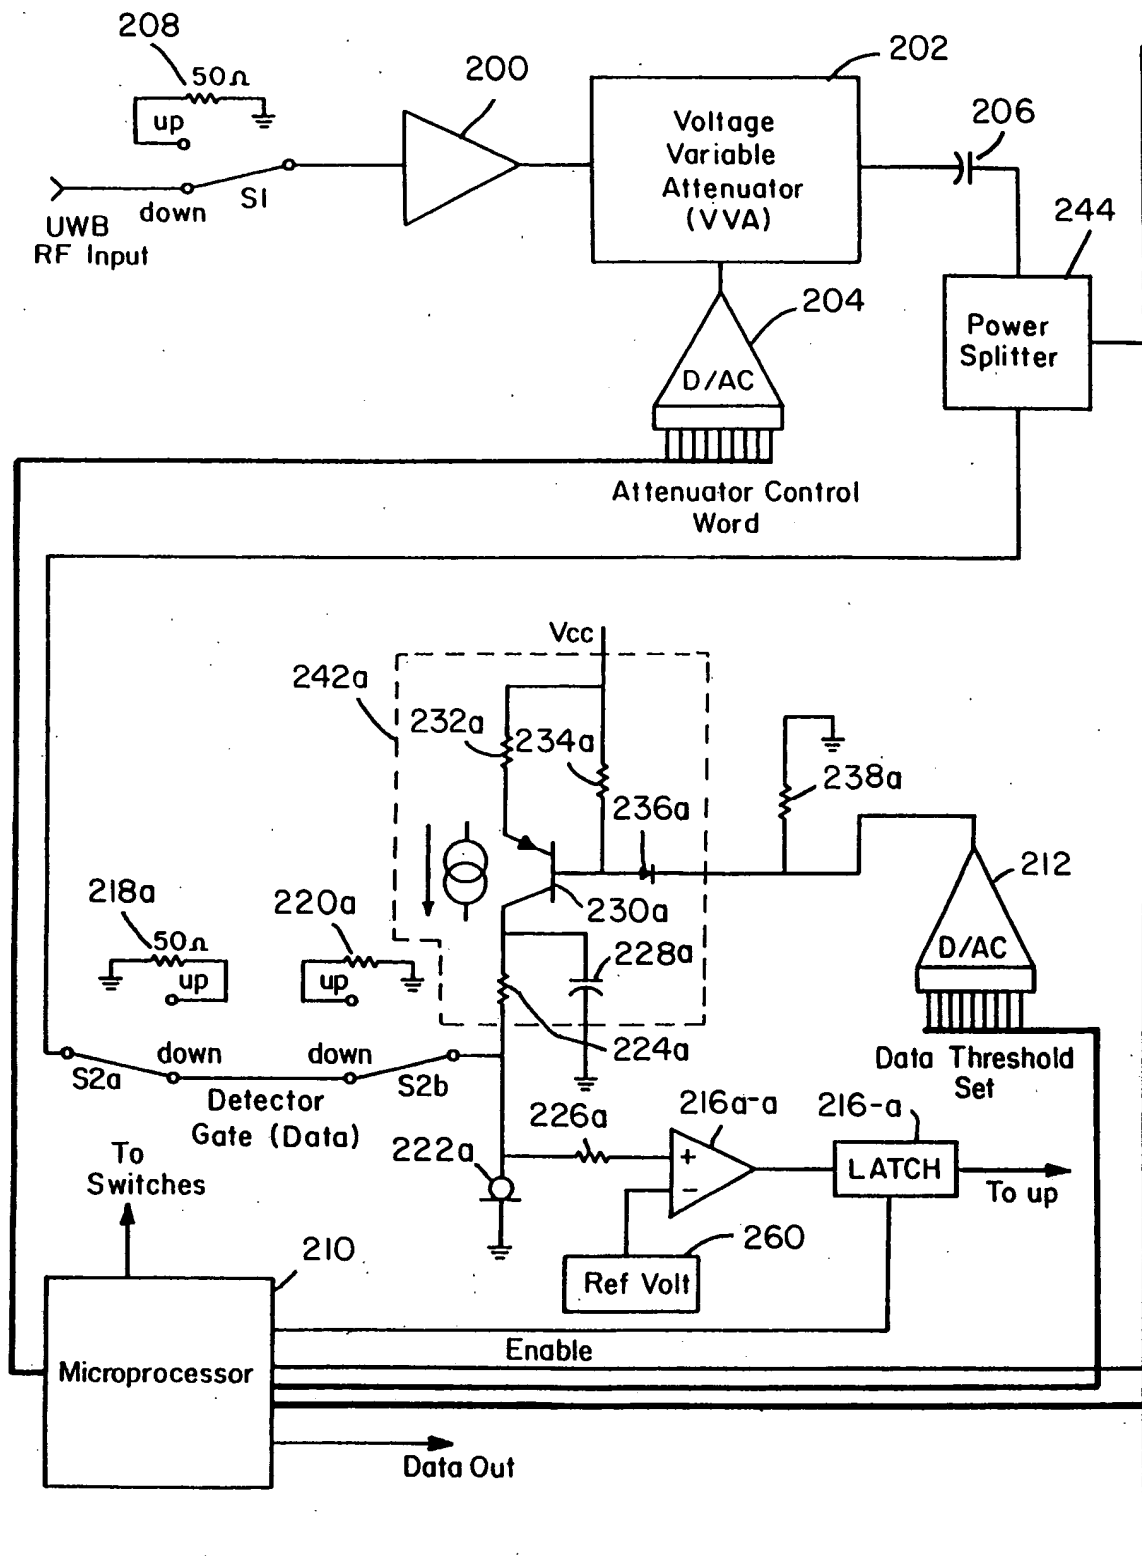 208
50Ω
up
200
202
Voltage
Variable
Attenuator
(VVA)
206
244
S1
down
UWB
RF Input
204
D/AC
Power
Splitter
Attenuator Control
Word
Vcc
242a
232a
234a
236a
238a
212
230a
218a
50Ω
up
220a
up
228a
D/AC
224a
Data Threshold
Set
S2a
down
down
S2b
Detector
Gate (Data)
226a
216a-a
216-a
222a
+
−
LATCH
To up
To
Switches
260
Ref Volt
210
Enable
Microprocessor
Data Out